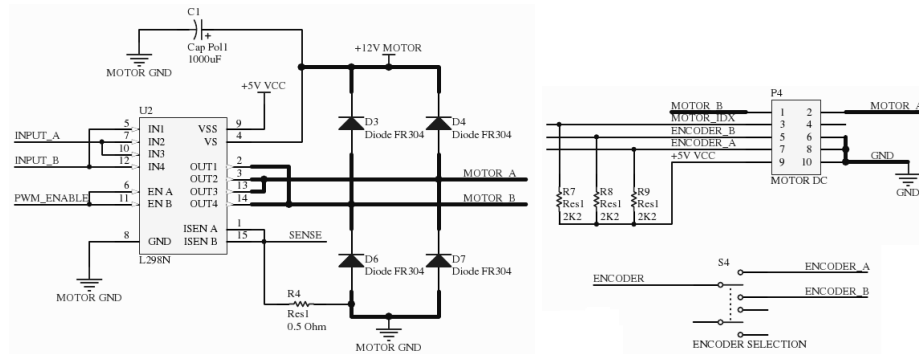 C1
Cap Pol1
1000uF
MOTOR GND
+12V MOTOR
+5V VCC
U2
INPUT_A
INPUT_B
PWM_ENABLE
5 IN1
7 IN2
10 IN3
12 IN4
6 EN A
11 EN B
8 GND
VSS 9
VS 4
OUT1 2
OUT2 3
OUT3 13
OUT4 14
ISEN A 1
ISEN B 15
L298N
MOTOR GND
D3
Diode FR304
D4
Diode FR304
MOTOR_A
MOTOR_B
SENSE
D6
Diode FR304
D7
Diode FR304
R4
Res1
0.5 Ohm
MOTOR GND
P4
MOTOR_B 1 2 MOTOR_A
MOTOR_IDX 3 4
ENCODER_B 5 6
ENCODER_A 7 8
+5V VCC 9 10 GND
MOTOR DC
GND
R7
Res1
2K2
R8
Res1
2K2
R9
Res1
2K2
S4
ENCODER
ENCODER_A
ENCODER_B
ENCODER SELECTION